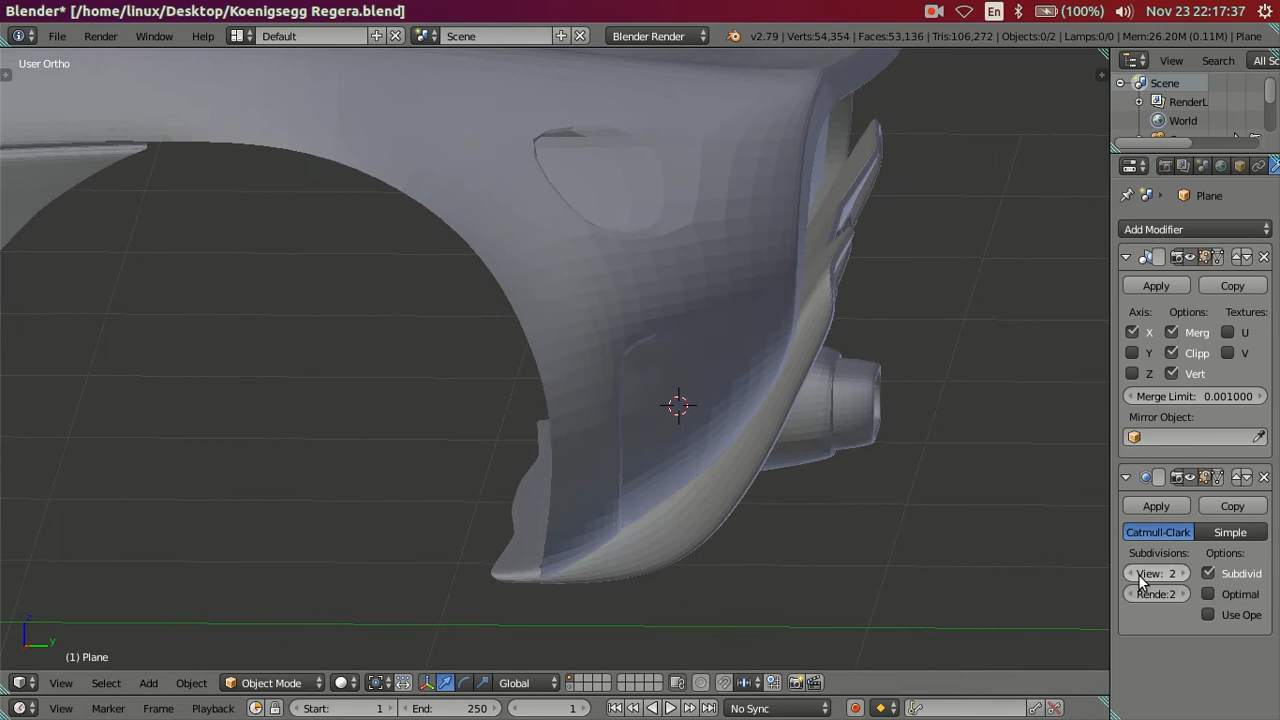 Blender* [/home/linux/Desktop/Koenigsegg Regera.blend] En (100%) Nov 23 22:17:37
File Render Window Help Default Scene Blender Render v2.79 | Verts:54,354 | Faces:53,136 | Tris:106,272 | Objects:0/2 | Lamps:0/0 | Mem:26.20M (0.11M) | Plane
User Ortho
View Search All Sc
Scene
RenderL
World
Plane
Add Modifier
Apply Copy
Axis: Options: Textures:
X Merg U
Y Clipp V
Z Vert
Merge Limit: 0.001000
Mirror Object:
Apply Copy
Catmull-Clark Simple
Subdivisions: Options:
View: 2 Subdivid
Rende:2 Optimal
Use Ope
z
y
(1) Plane
View Select Add Object Object Mode Global
View Marker Frame Playback Start: 1 End: 250 1 No Sync